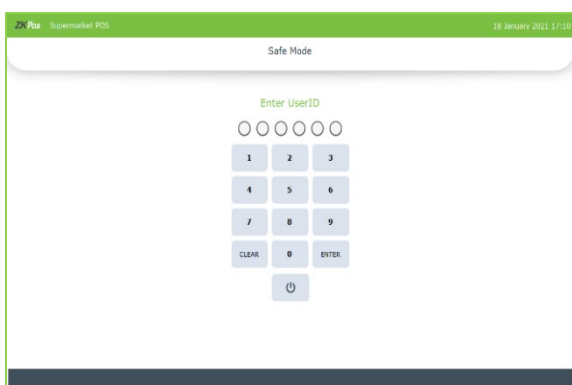 ZKPos Supermarket POS 18 January 2021 17:10
Safe Mode
Enter UserID
1 2 3
4 5 6
7 8 9
CLEAR 0 ENTER